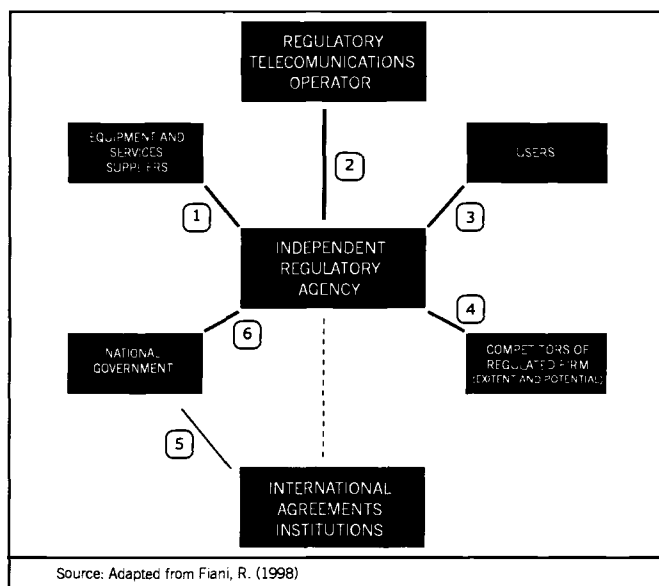 REGULATORY
TELECOMUNICATIONS
OPERATOR
EQUIPMENT AND
SERVICES
SUPPLIERS
USERS
2
1
3
INDEPENDENT
REGULATORY
AGENCY
4
6
NATIONAL
GOVERNMENT
COMPETITORS OF
REGULATED FIRM
(EXITENT AND POTENTIAL)
5
INTERNATIONAL
AGREEMENTS
INSTITUTIONS
Source: Adapted from Fiani, R. (1998)